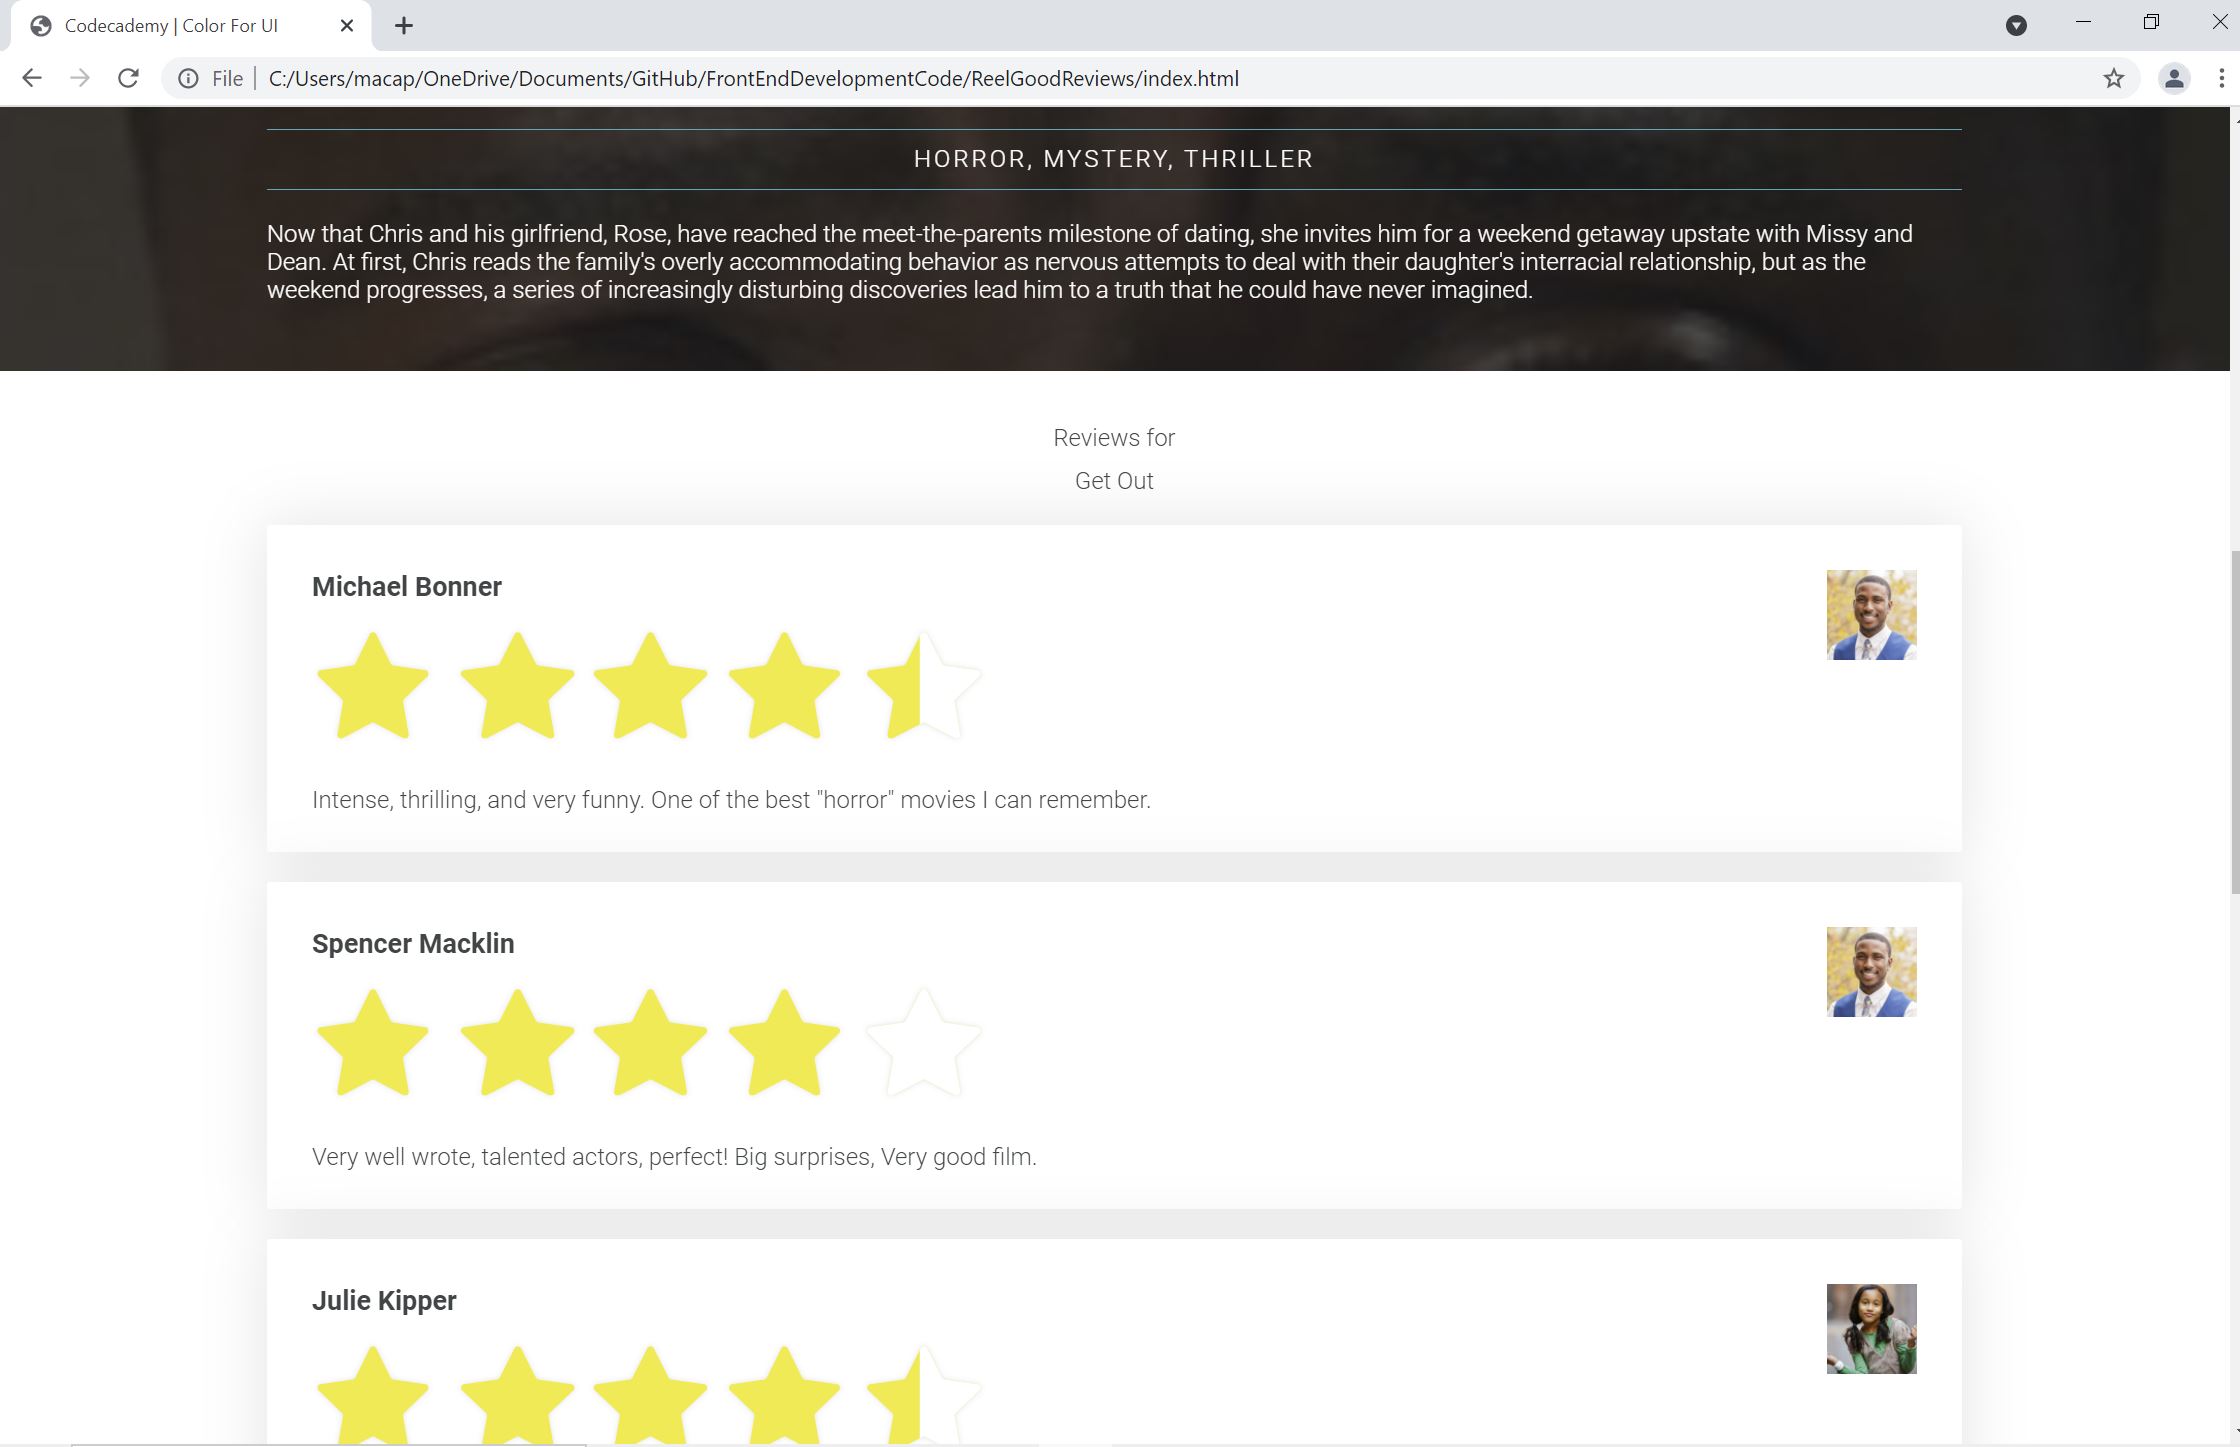 Codecademy | Color For UI
File | C:/Users/macap/OneDrive/Documents/GitHub/FrontEndDevelopmentCode/ReelGoodReviews/index.html
HORROR, MYSTERY, THRILLER
Now that Chris and his girlfriend, Rose, have reached the meet-the-parents milestone of dating, she invites him for a weekend getaway upstate with Missy and
Dean. At first, Chris reads the family's overly accommodating behavior as nervous attempts to deal with their daughter's interracial relationship, but as the
weekend progresses, a series of increasingly disturbing discoveries lead him to a truth that he could have never imagined.
Reviews for
Get Out
Michael Bonner
Intense, thrilling, and very funny. One of the best "horror" movies I can remember.
Spencer Macklin
Very well wrote, talented actors, perfect! Big surprises, Very good film.
Julie Kipper